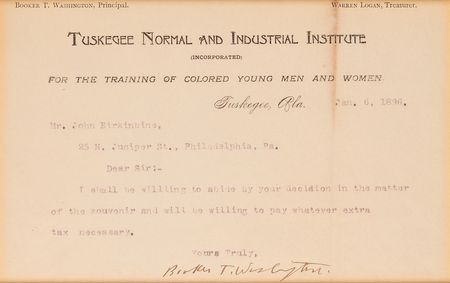 BOOKER T. WASHINGTON, Principal. WARREN LOGAN, Treasurer.
TUSKEGEE NORMAL AND INDUSTRIAL INSTITUTE
(INCORPORATED)
FOR THE TRAINING OF COLORED YOUNG MEN AND WOMEN.
Tuskegee, Ala. Jan. 6, 1896.
Mr. John Birkinbine,
25 N. Juniper St., Philadelphia, Pa.
Dear Sir:-
I shall be willling to abide by your decision in the matter
of the souvenir and will be willing to pay whatever extra
tax necessary.
Yours Truly,
Booker T. Washington.